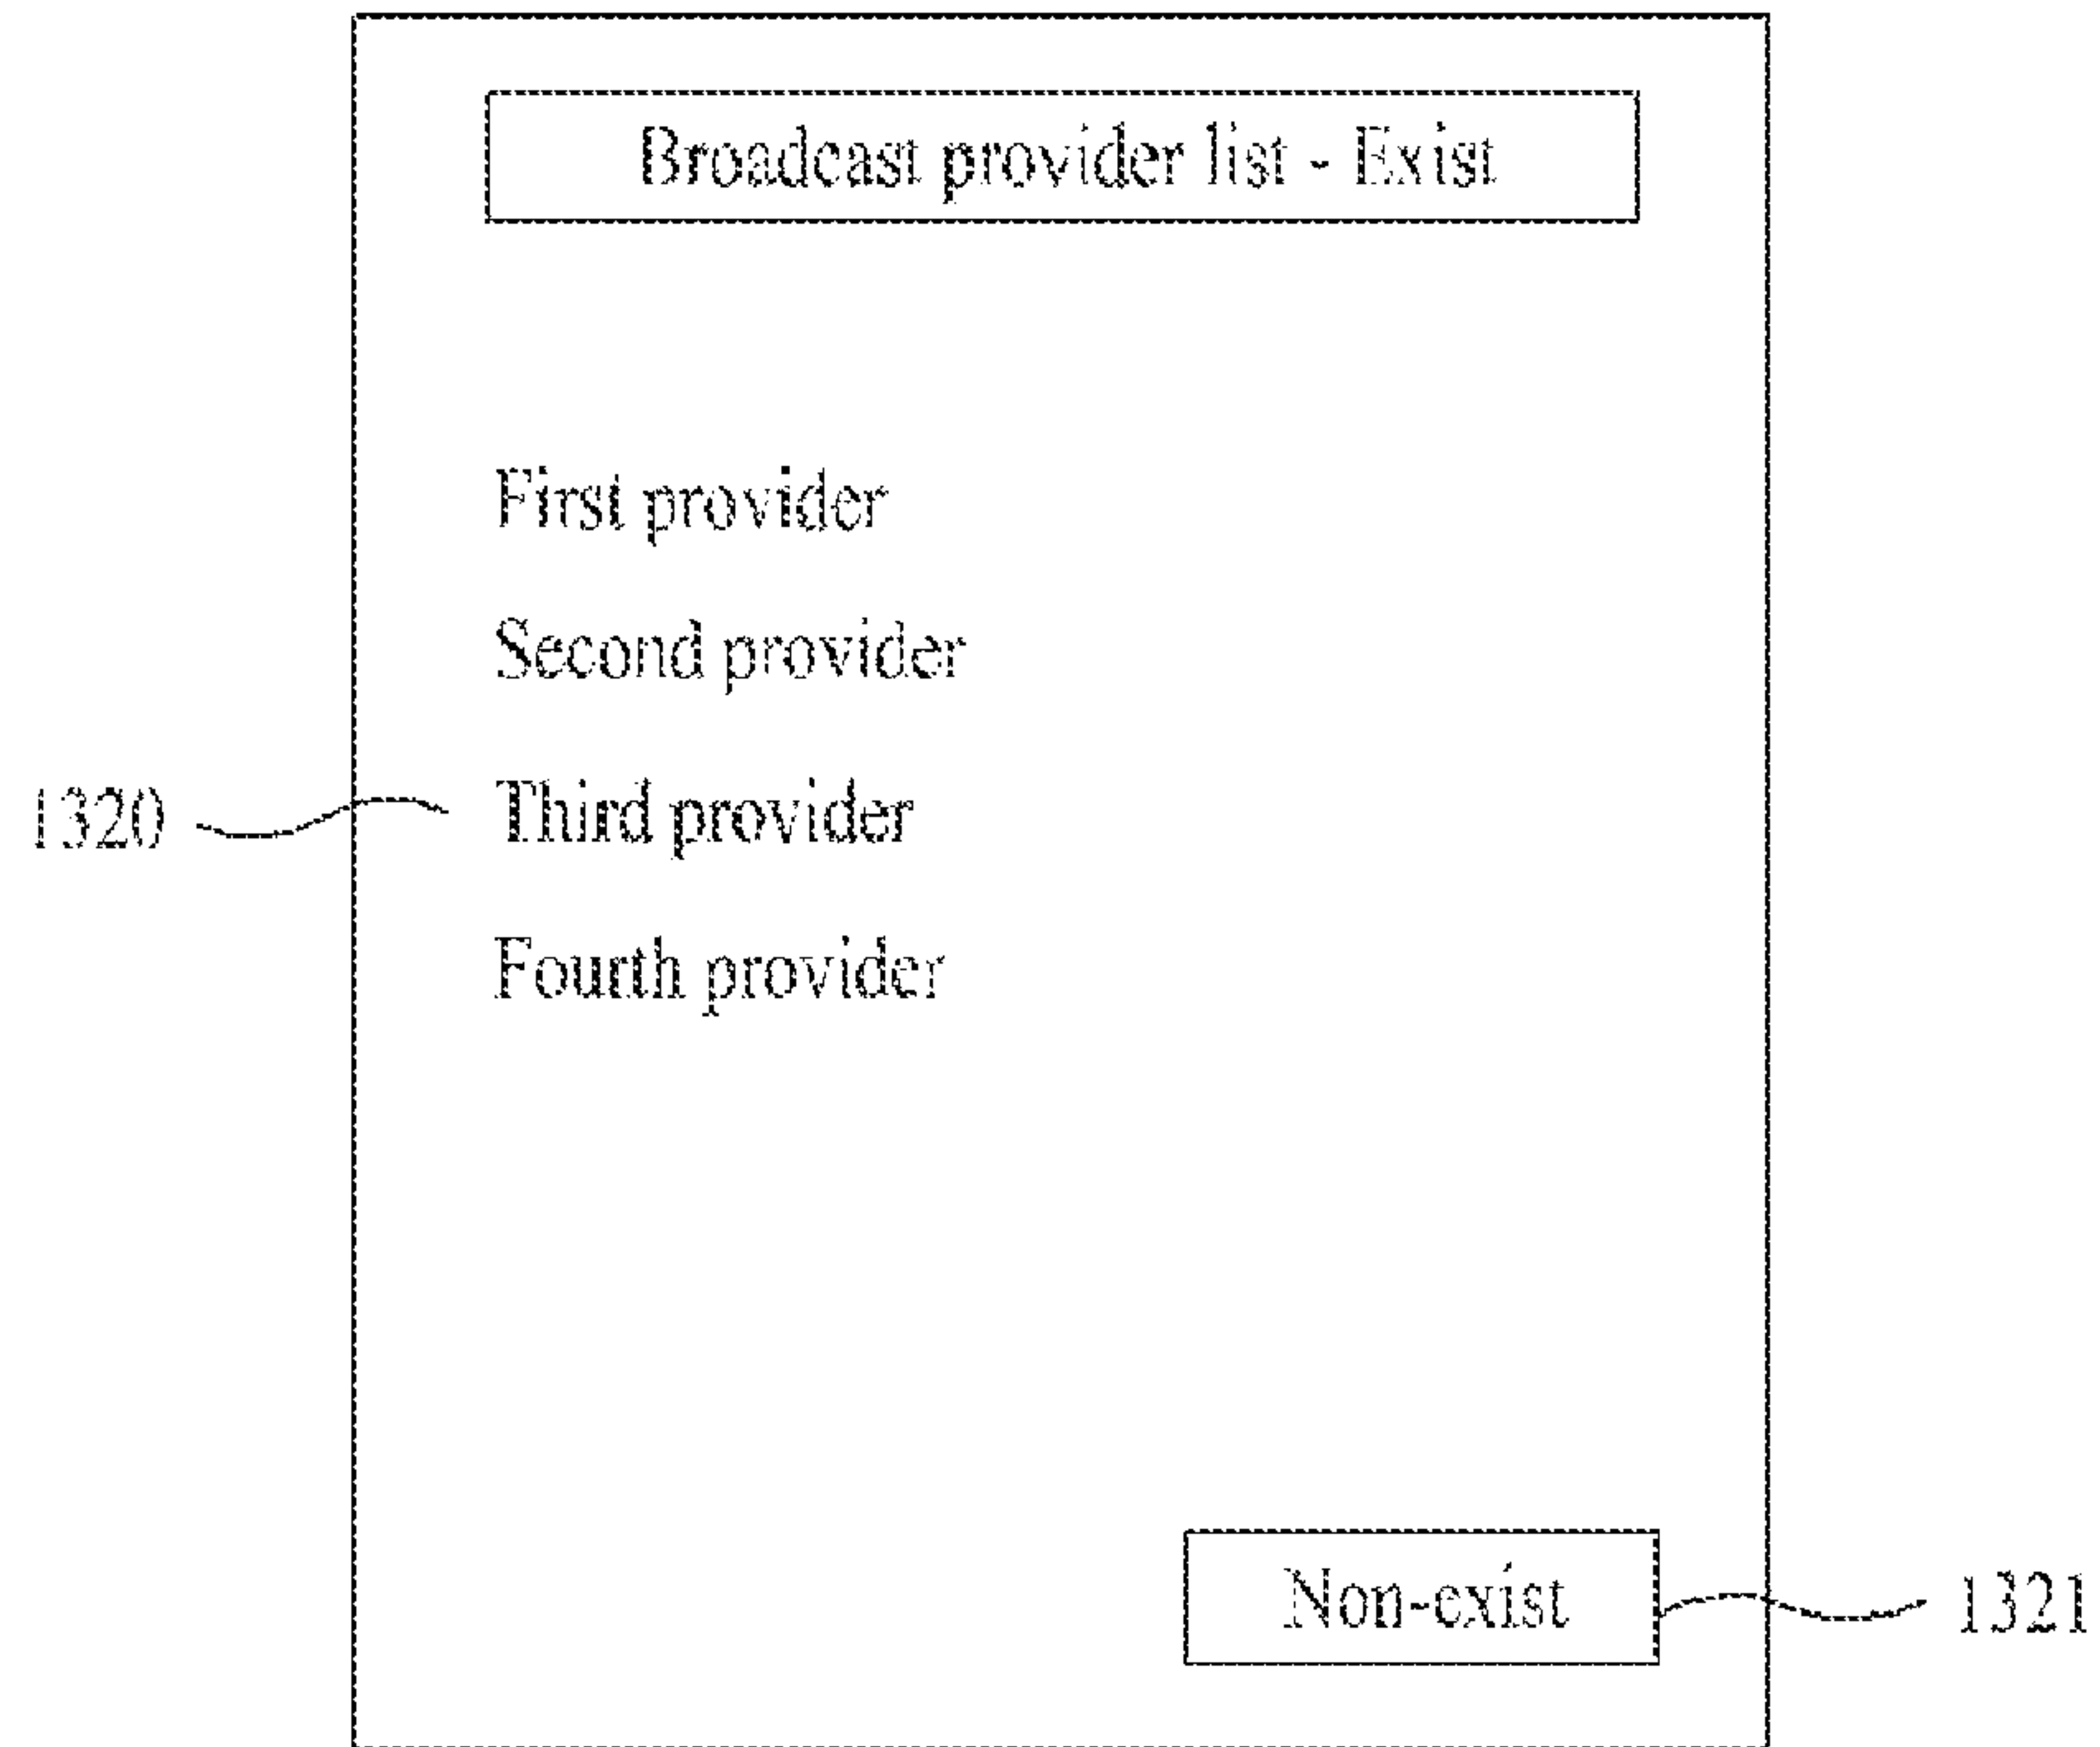 Broadcast provider list - Exist
First provider
Second provider
1320 Third provider
Fourth provider
Non-exist 1321